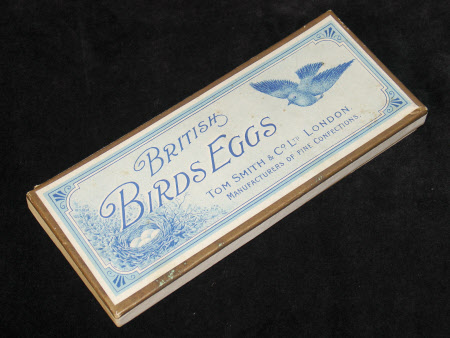 BRITISH
BIRDS EGGS
TOM SMITH & CO LTD LONDON.
MANUFACTURERS OF FINE CONFECTIONS.